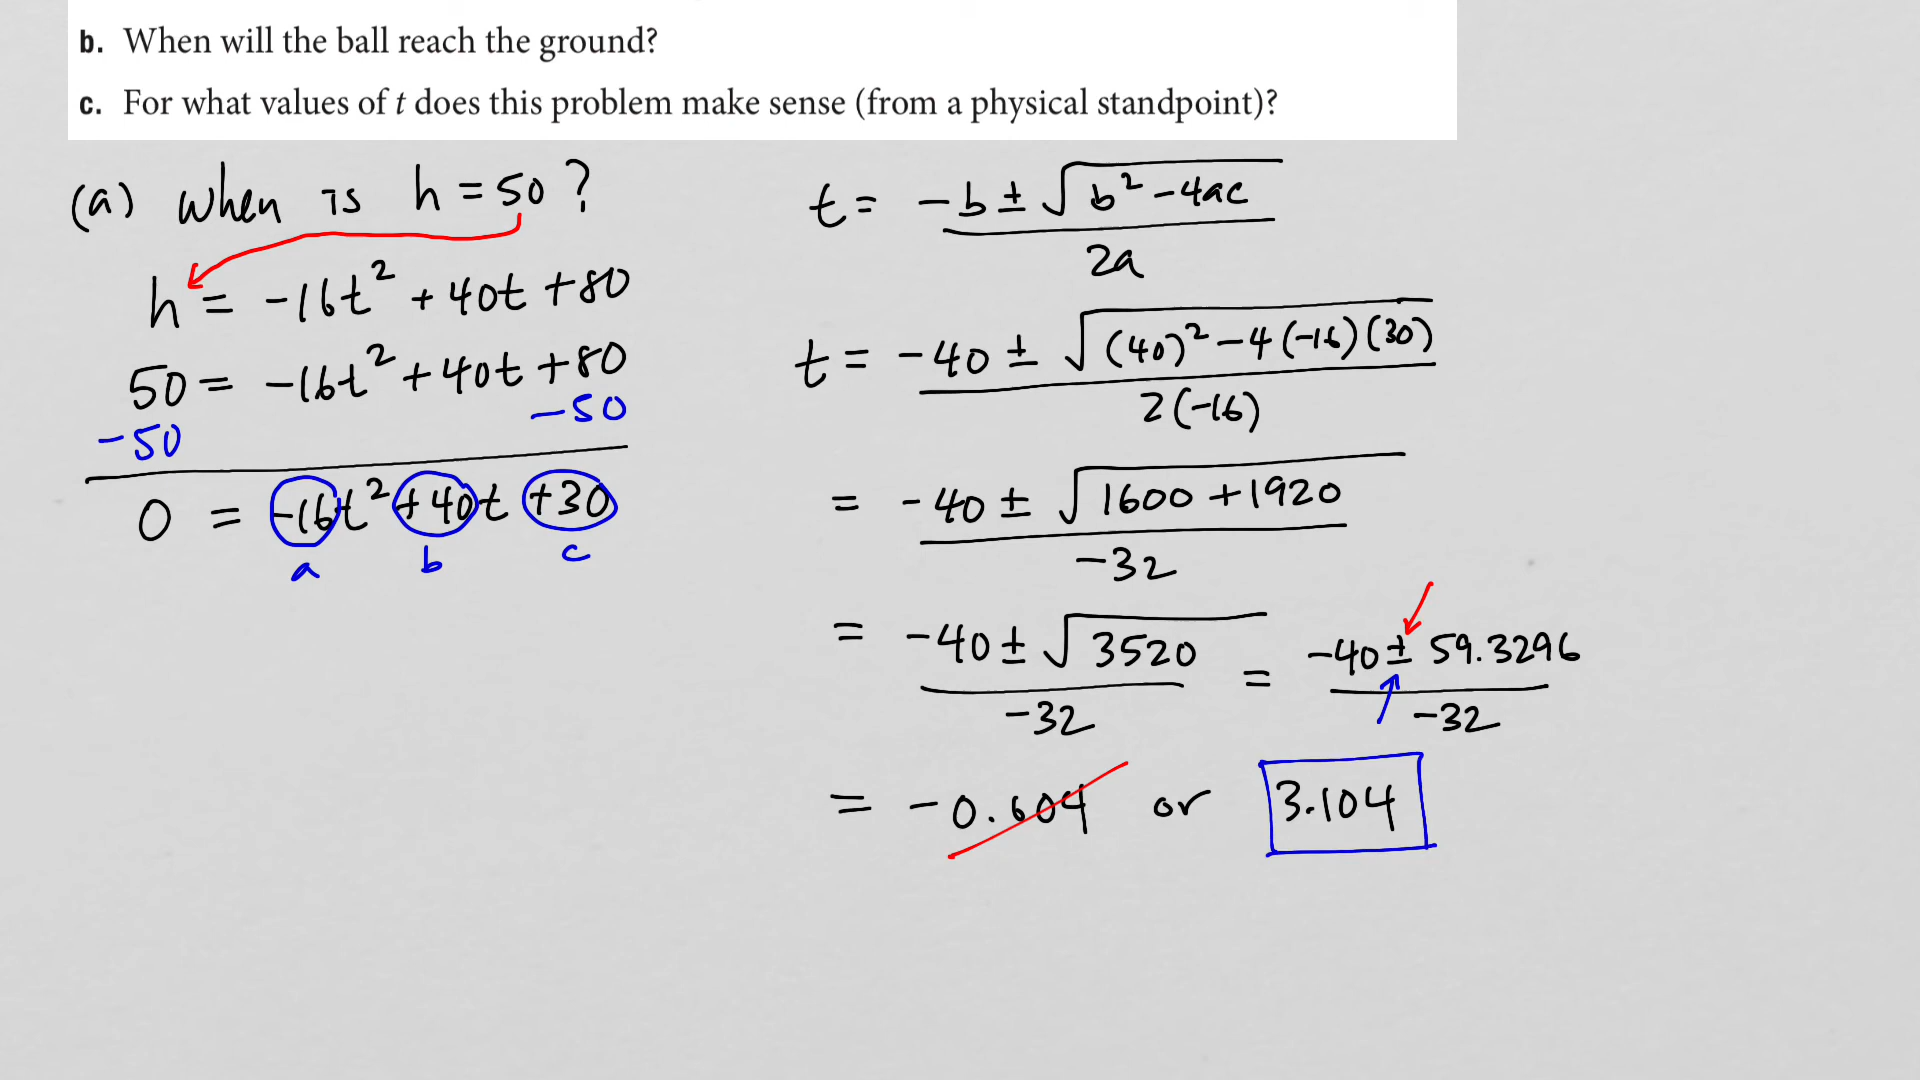 b. When will the ball reach the ground?
c. For what values of t does this problem make sense (from a physical standpoint)?
(a) when is h = 50 ?
h = -16t² + 40t + 80
50 = -16t² + 40t + 80
-50 -50
0 = -16t² + 40t + 30
a b c
t = -b ± √(b² - 4ac) / 2a
t = -40 ± √((40)² - 4(-16)(30)) / 2(-16)
= -40 ± √(1600 + 1920) / -32
= -40 ± √3520 / -32 = -40 ± 59.3296 / -32
= -0.604 or 3.104